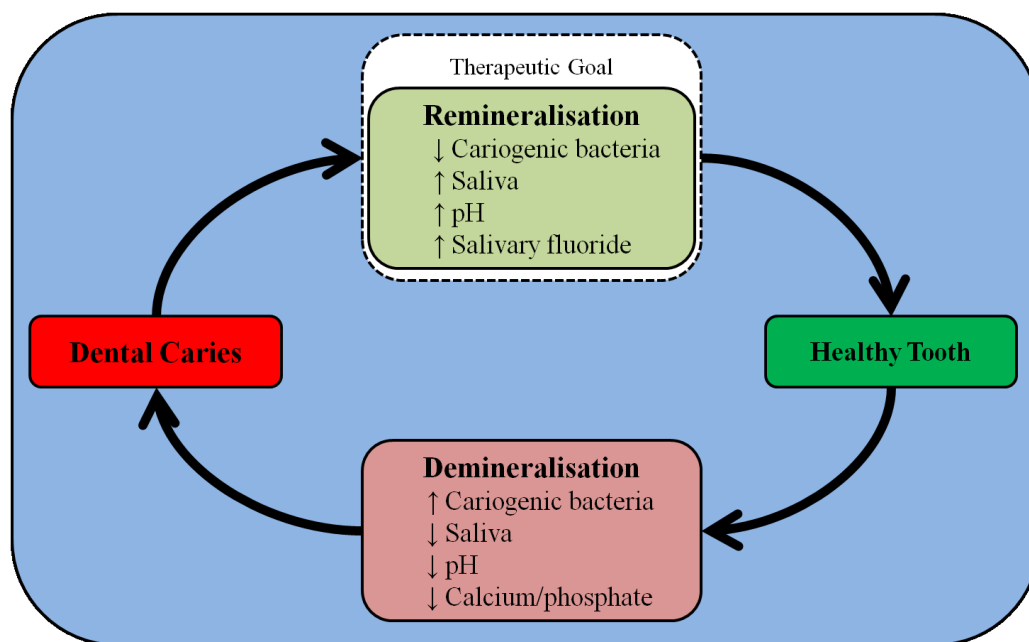 Therapeutic Goal
Remineralisation
↓ Cariogenic bacteria
↑ Saliva
↑ pH
↑ Salivary fluoride
Dental Caries
Healthy Tooth
Demineralisation
↑ Cariogenic bacteria
↓ Saliva
↓ pH
↓ Calcium/phosphate